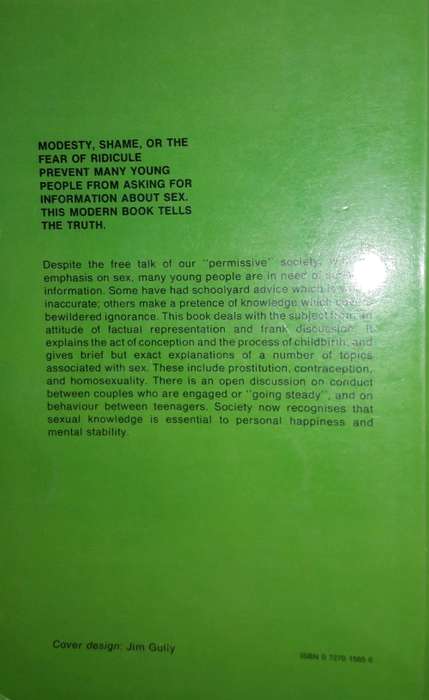 MODESTY, SHAME, OR THE
FEAR OF RIDICULE
PREVENT MANY YOUNG
PEOPLE FROM ASKING FOR
INFORMATION ABOUT SEX.
THIS MODERN BOOK TELLS
THE TRUTH.
Despite the free talk of our "permissive" society,
emphasis on sex, many young people are in need of
information. Some have had schoolyard advice which is
inaccurate; others make a pretence of knowledge which covers
bewildered ignorance. This book deals with the subject from an
attitude of factual representation and frank discussion. It
explains the act of conception and the process of childbirth, and
gives brief but exact explanations of a number of topics
associated with sex. These include prostitution, contraception,
and homosexuality. There is an open discussion on conduct
between couples who are engaged or "going steady", and on
behaviour between teenagers. Society now recognises that
sexual knowledge is essential to personal happiness and
mental stability.
Cover design: Jim Gully
ISBN 0 7270